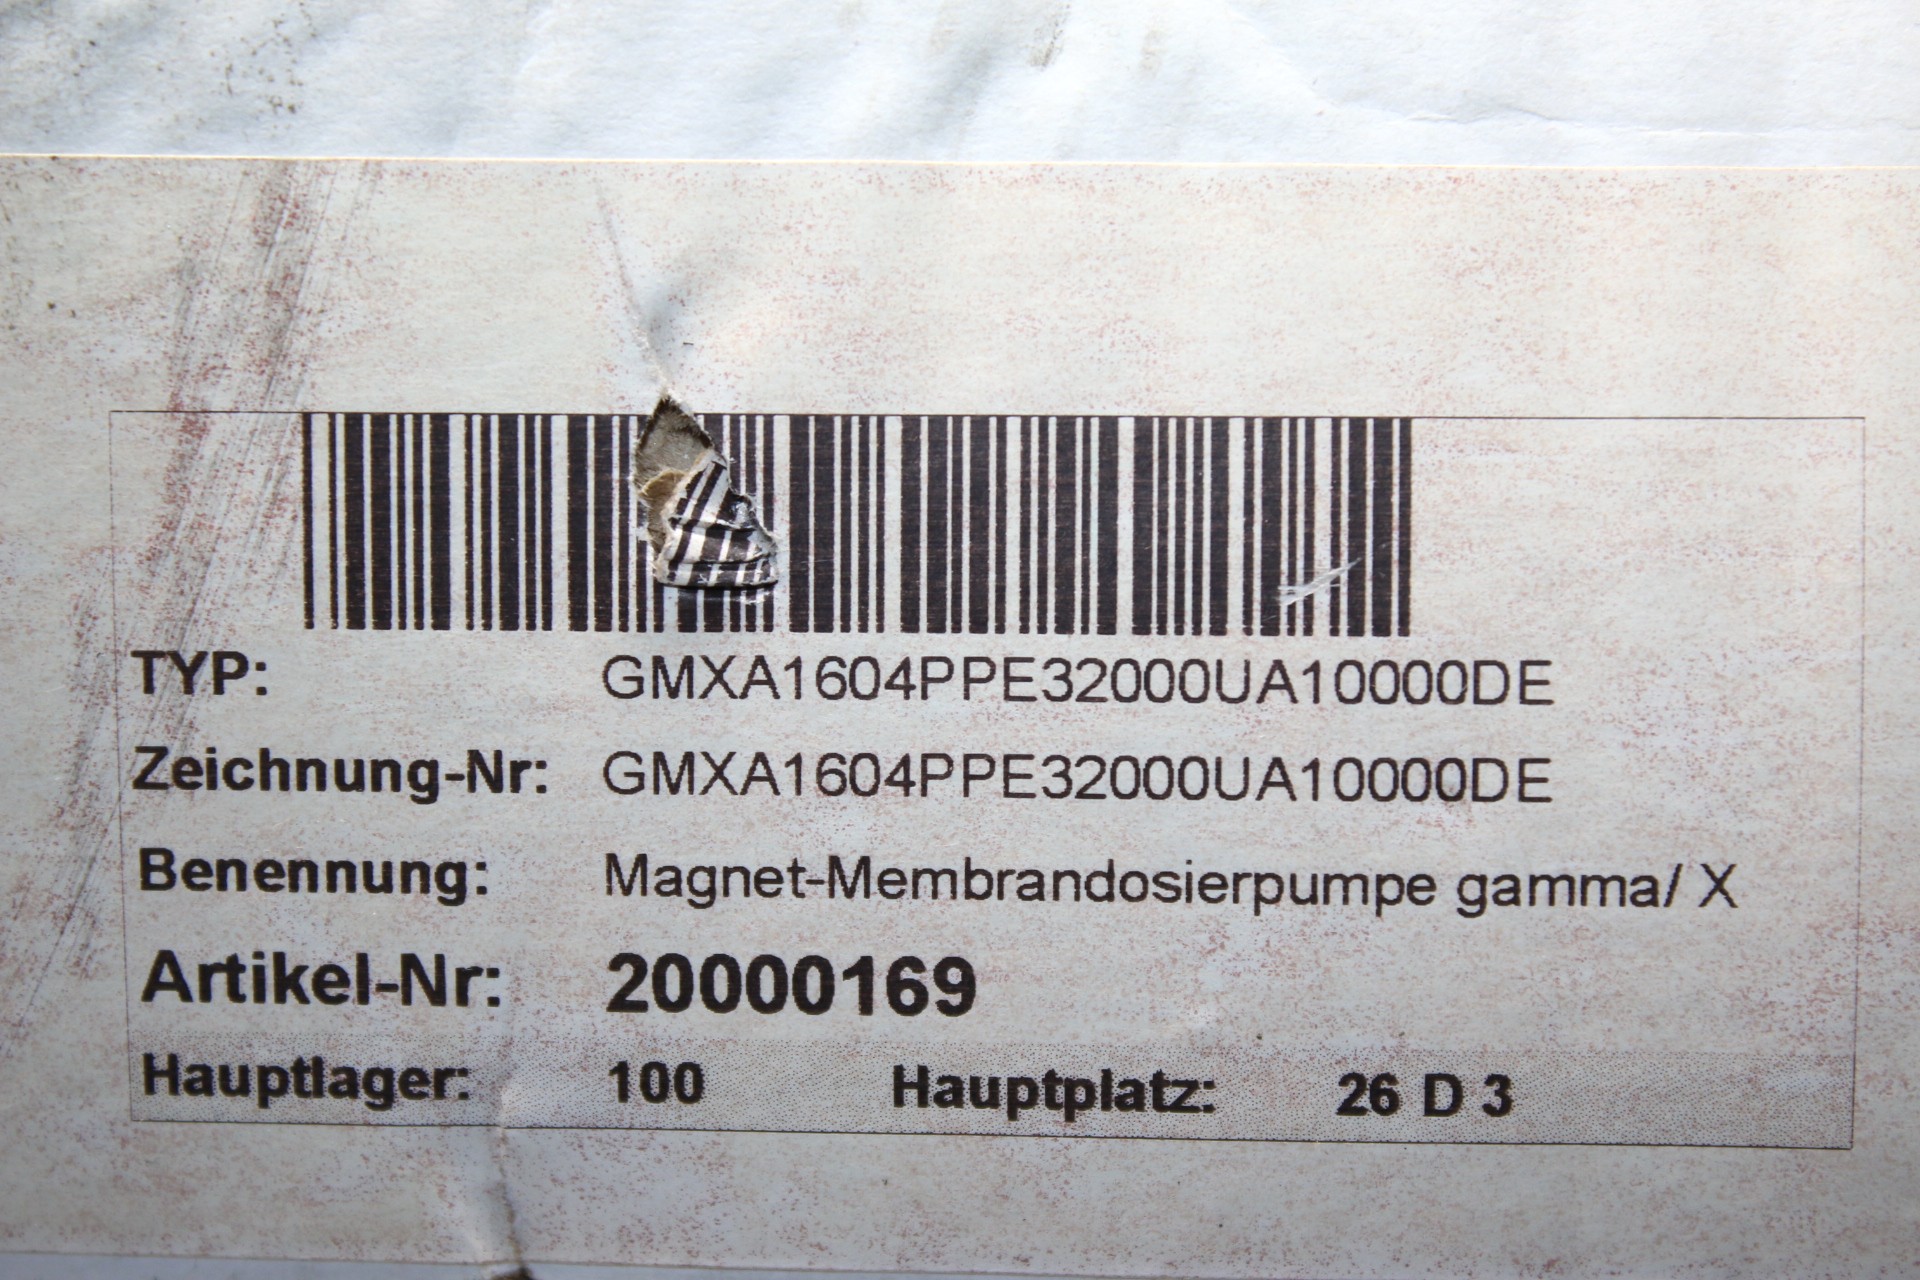 TYP: GMXA1604PPE32000UA10000DE
Zeichnung-Nr: GMXA1604PPE32000UA10000DE
Benennung: Magnet-Membrandosierpumpe gamma/ X
Artikel-Nr: 20000169
Hauptlager: 100 Hauptplatz: 26 D 3